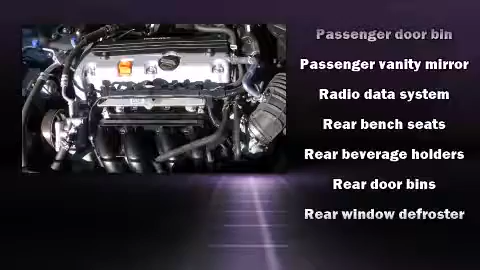 Passenger door bin
Passenger vanity mirror
Radio data system
Rear bench seats
Rear beverage holders
Rear door bins
Rear window defroster